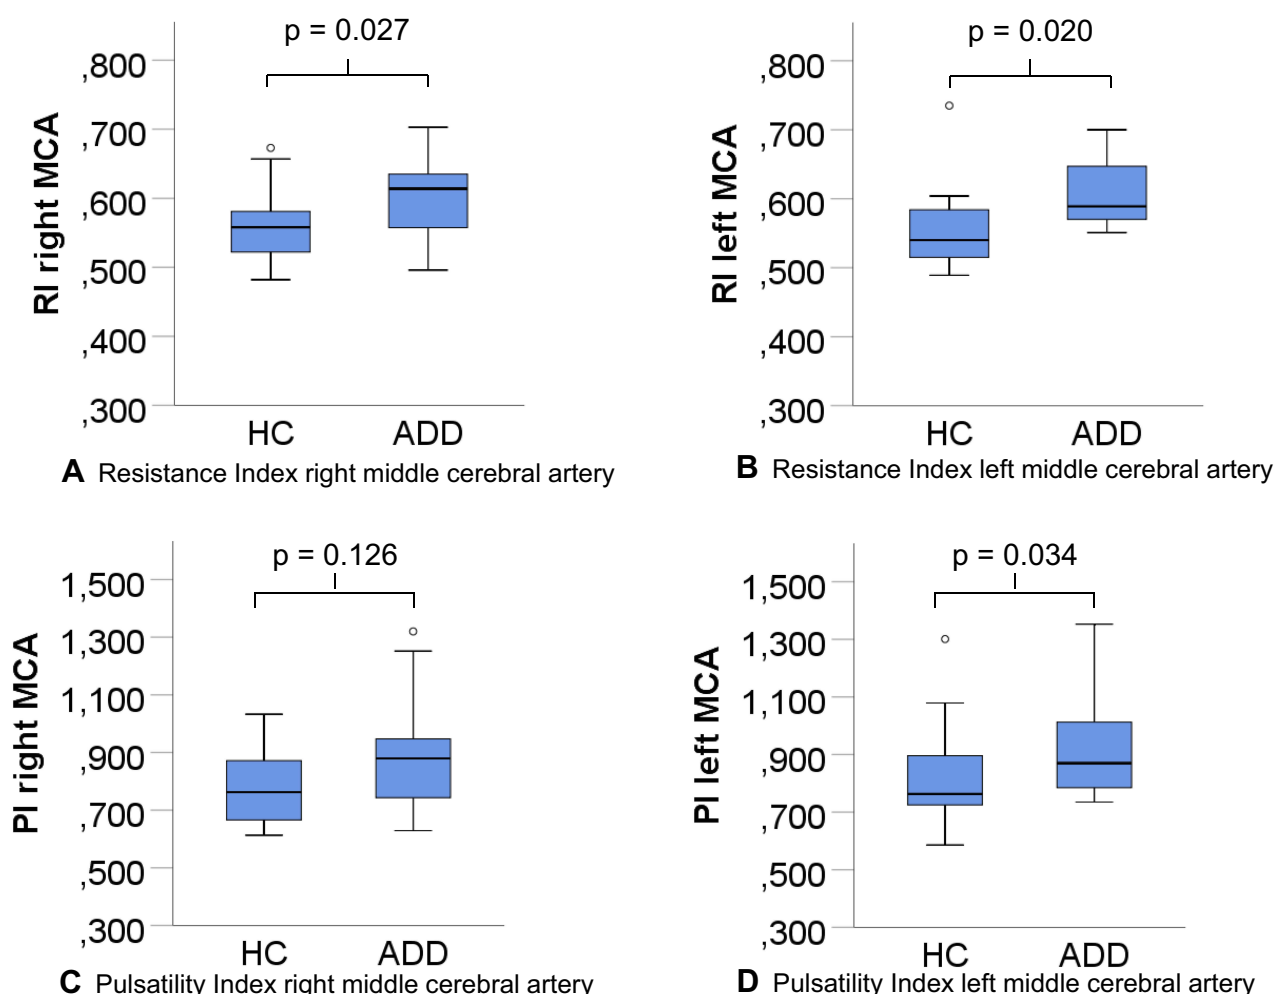 p = 0.027
,800
,700
,600
,500
,400
,300
RI right MCA
HC ADD
A Resistance Index right middle cerebral artery
p = 0.020
,800
,700
,600
,500
,400
,300
RI left MCA
HC ADD
B Resistance Index left middle cerebral artery
p = 0.126
1,500
1,300
1,100
,900
,700
,500
,300
PI right MCA
HC ADD
C Pulsatility Index right middle cerebral artery
p = 0.034
1,500
1,300
1,100
,900
,700
,500
,300
PI left MCA
HC ADD
D Pulsatility Index left middle cerebral artery